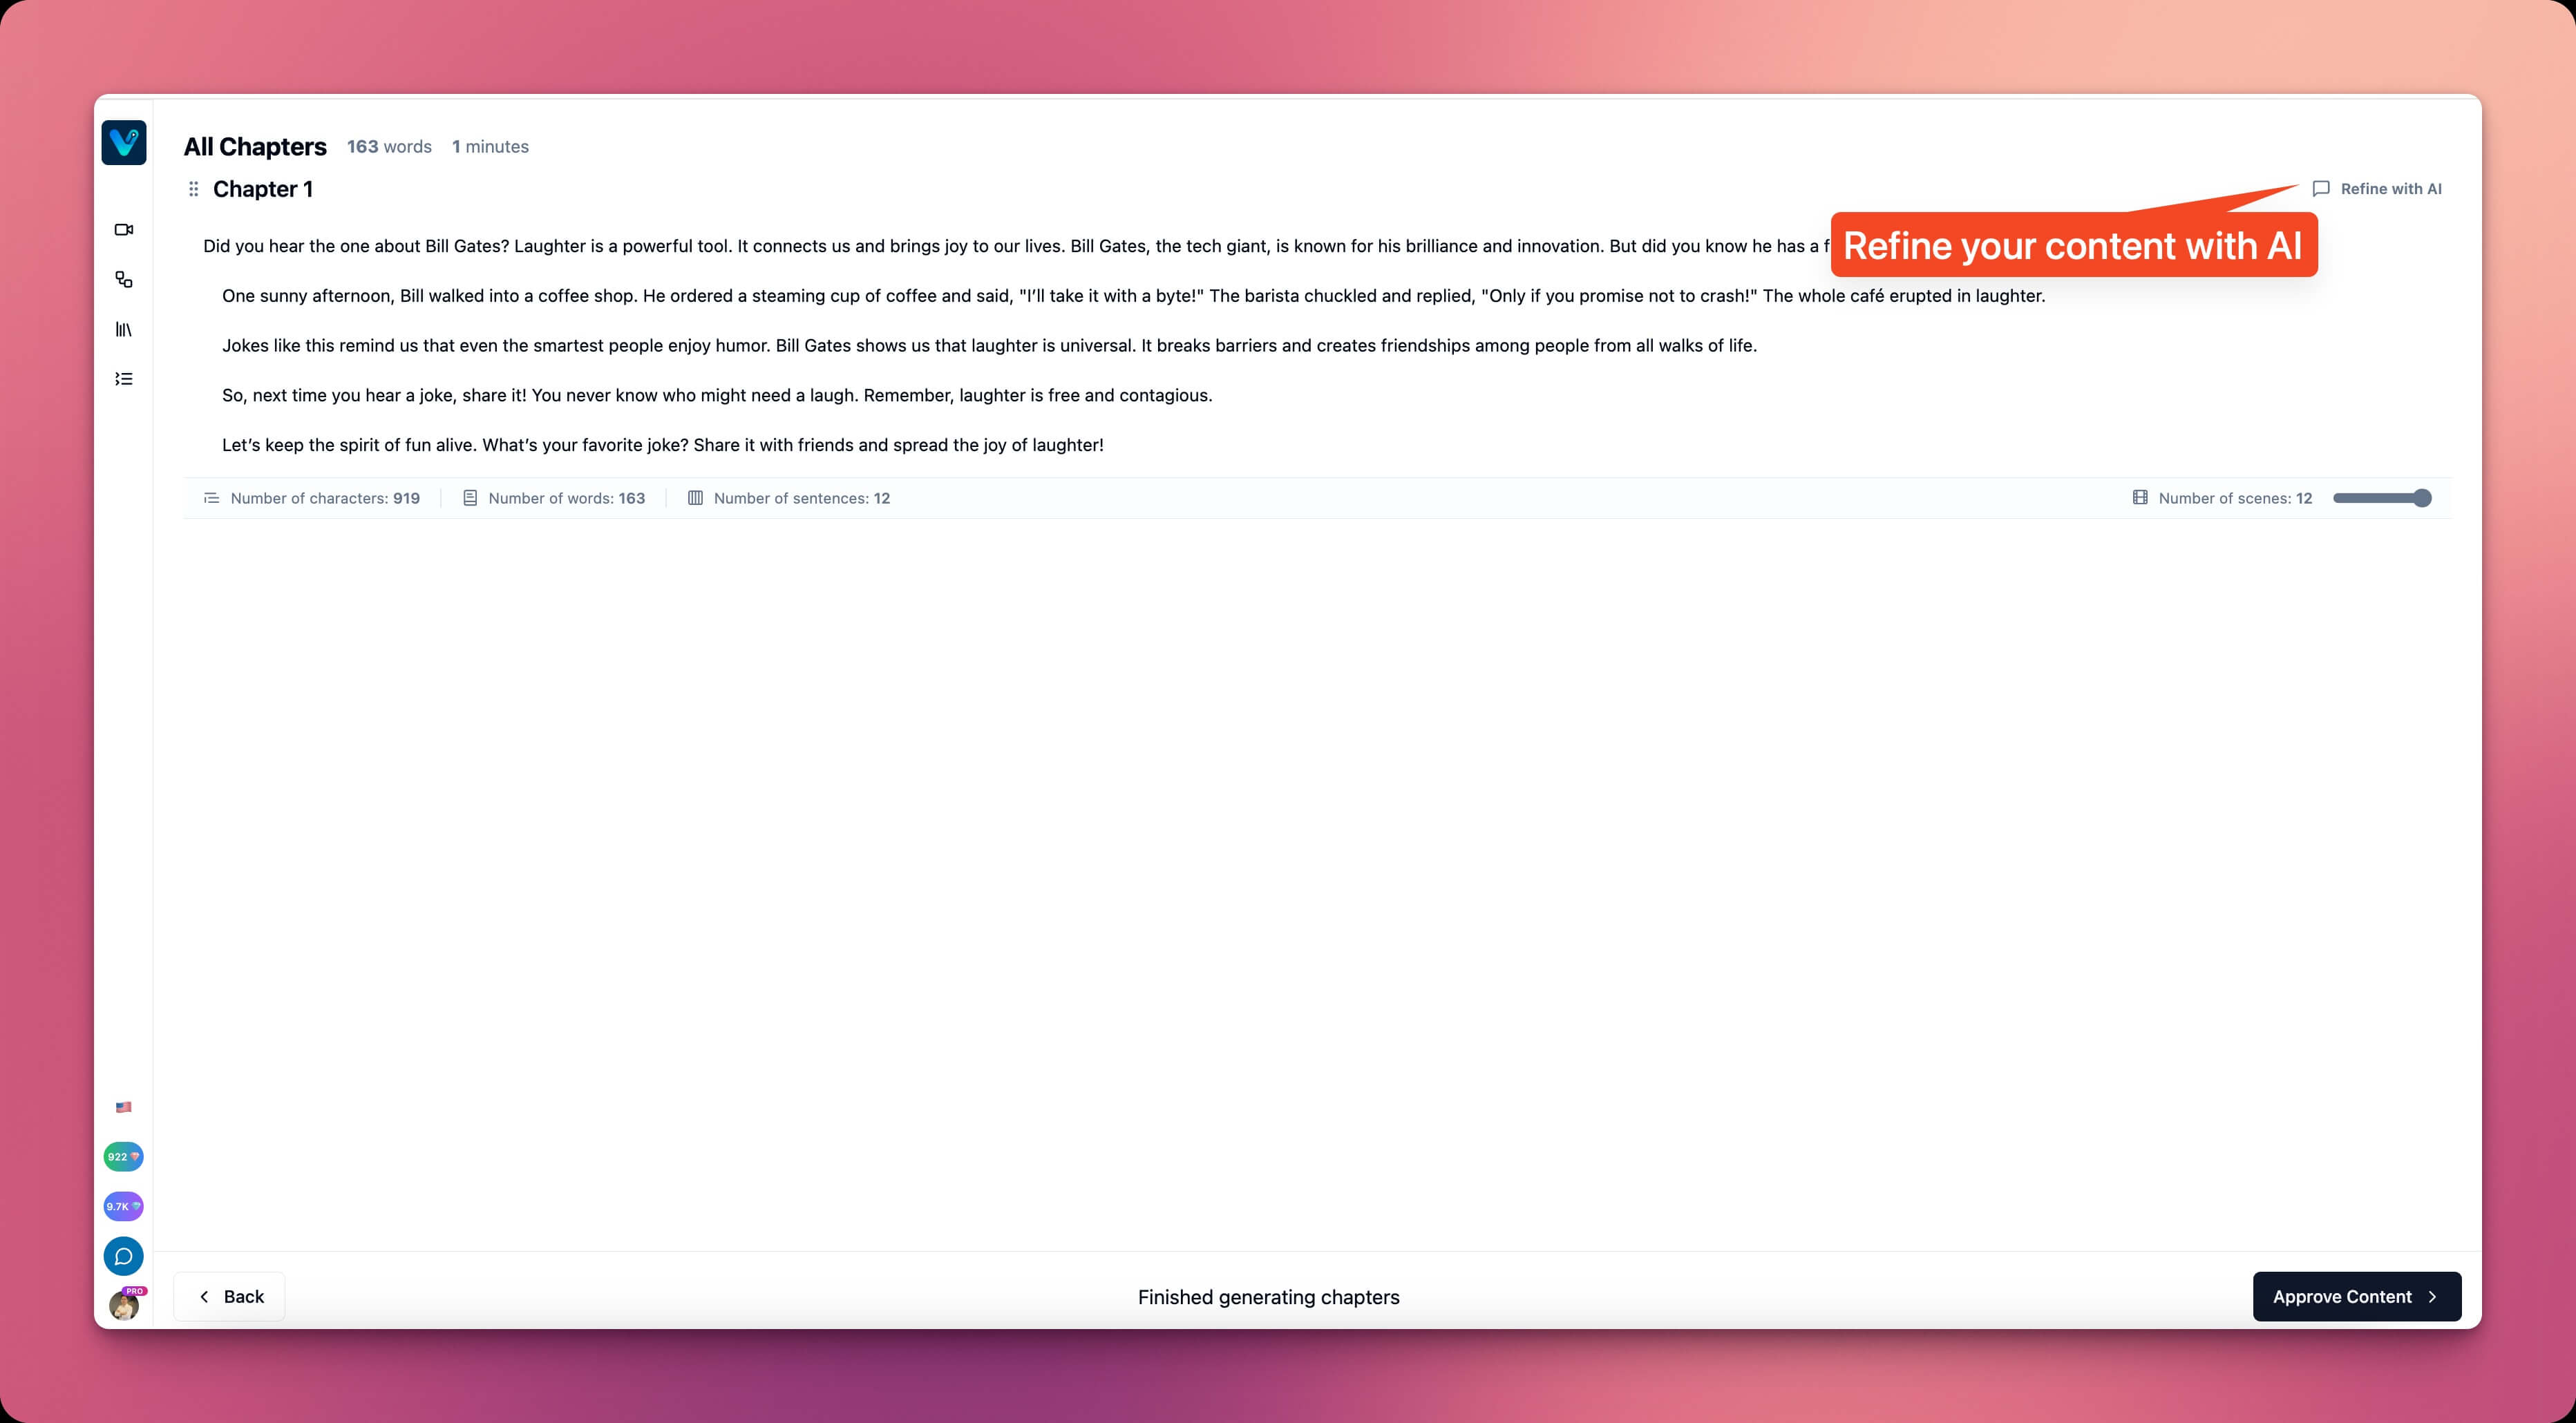 All Chapters 163 words 1 minutes
Chapter 1
Refine with AI
Refine your content with AI
Did you hear the one about Bill Gates? Laughter is a powerful tool. It connects us and brings joy to our lives. Bill Gates, the tech giant, is known for his brilliance and innovation. But did you know he has a f
One sunny afternoon, Bill walked into a coffee shop. He ordered a steaming cup of coffee and said, "I’ll take it with a byte!" The barista chuckled and replied, "Only if you promise not to crash!" The whole café erupted in laughter.
Jokes like this remind us that even the smartest people enjoy humor. Bill Gates shows us that laughter is universal. It breaks barriers and creates friendships among people from all walks of life.
So, next time you hear a joke, share it! You never know who might need a laugh. Remember, laughter is free and contagious.
Let’s keep the spirit of fun alive. What’s your favorite joke? Share it with friends and spread the joy of laughter!
Number of characters: 919 Number of words: 163 Number of sentences: 12 Number of scenes: 12
922
9.7K
PRO
Back Finished generating chapters Approve Content